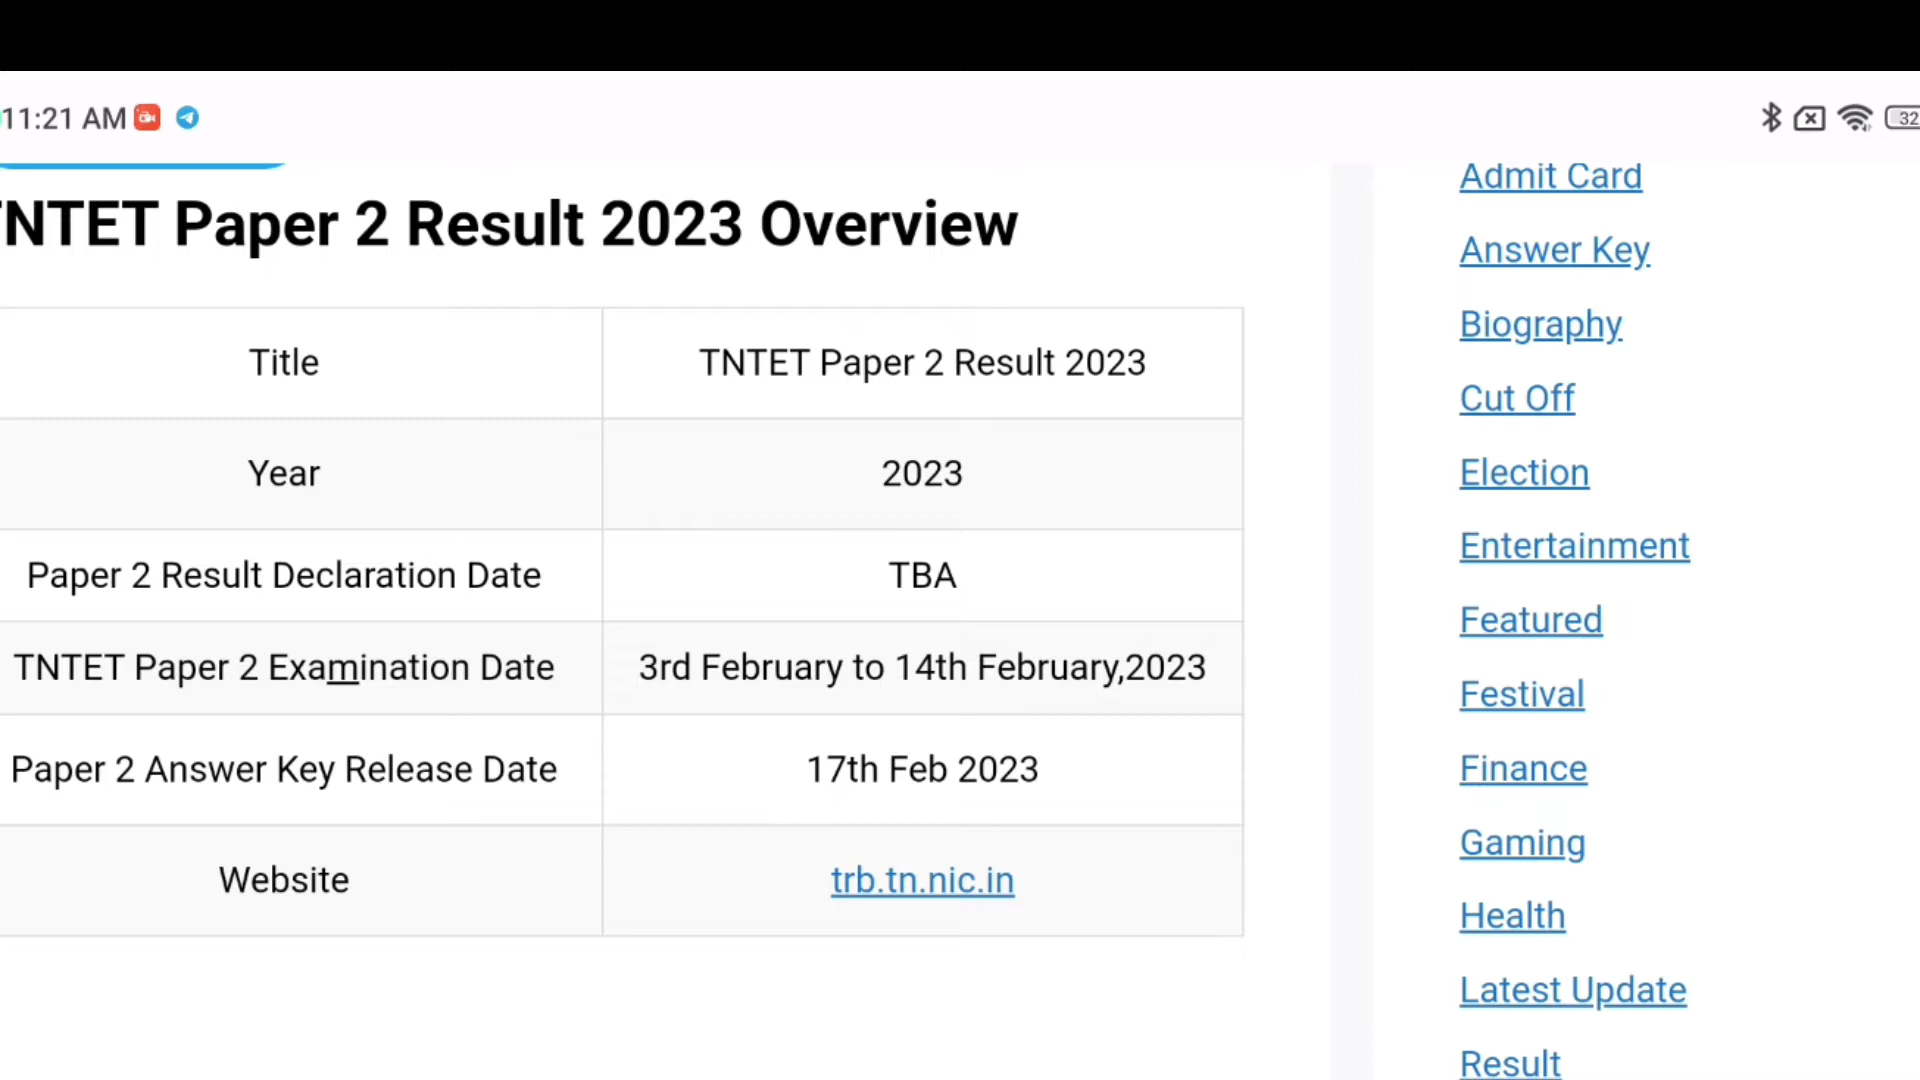 11:21 AM
32
TNTET Paper 2 Result 2023 Overview
Title TNTET Paper 2 Result 2023
Year 2023
Paper 2 Result Declaration Date TBA
TNTET Paper 2 Examination Date 3rd February to 14th February,2023
Paper 2 Answer Key Release Date 17th Feb 2023
Website trb.tn.nic.in
Admit Card
Answer Key
Biography
Cut Off
Election
Entertainment
Featured
Festival
Finance
Gaming
Health
Latest Update
Result